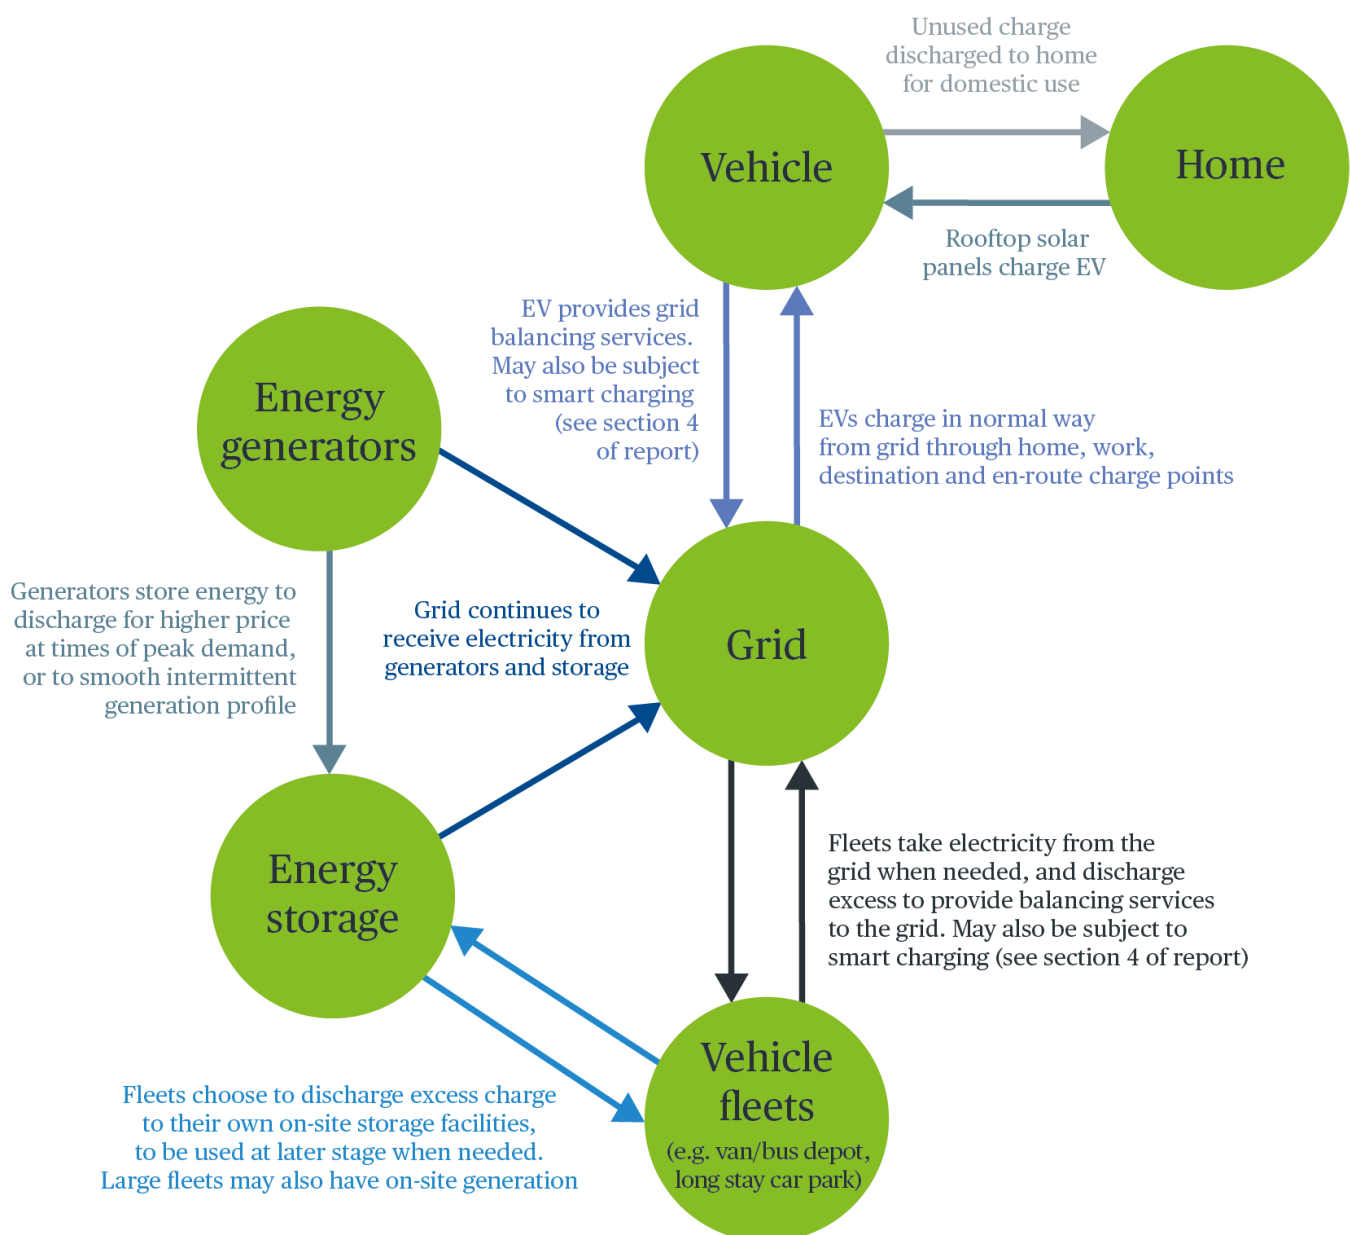 Unused charge
discharged to home
for domestic use
Vehicle
Home
Rooftop solar
panels charge EV
EV provides grid
balancing services.
May also be subject
to smart charging
(see section 4
of report)
Energy
generators
EVs charge in normal way
from grid through home, work,
destination and en-route charge points
Generators store energy to
discharge for higher price
at times of peak demand,
or to smooth intermittent
generation profile
Grid continues to
receive electricity from
generators and storage
Grid
Energy
storage
Fleets take electricity from the
grid when needed, and discharge
excess to provide balancing services
to the grid. May also be subject to
smart charging (see section 4 of report)
Fleets choose to discharge excess charge
to their own on-site storage facilities,
to be used at later stage when needed.
Large fleets may also have on-site generation
Vehicle
fleets
(e.g. van/bus depot,
long stay car park)